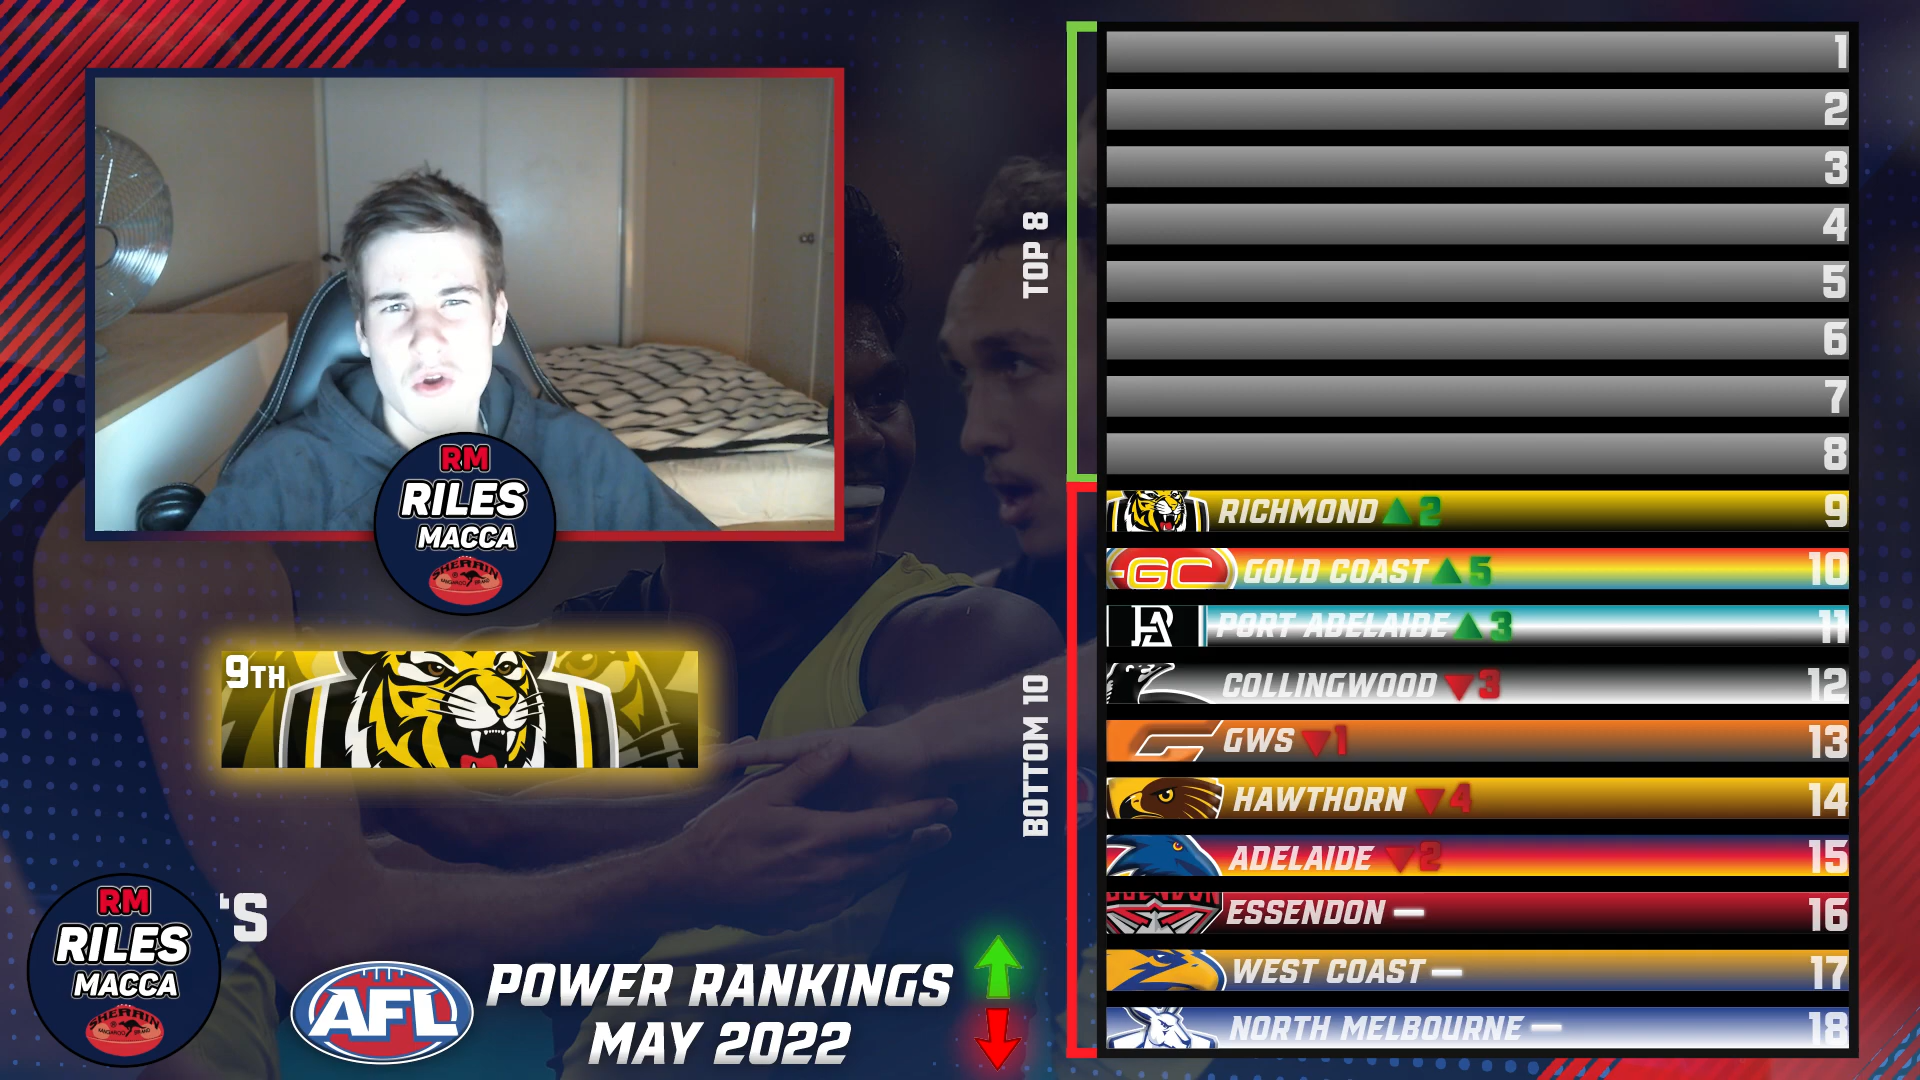 RM
RILES
MACCA
SHERRIN
9TH
RM
RILES
MACCA
SHERRIN
'S
AFL
POWER RANKINGS
MAY 2022
TOP 8
BOTTOM 10
1
2
3
4
5
6
7
8
RICHMOND 2 9
GC GOLD COAST 5 10
PA PORT ADELAIDE 3 11
COLLINGWOOD 3 12
GWS 1 13
HAWTHORN 4 14
ADELAIDE 2 15
ESSENDON — 16
WEST COAST — 17
NORTH MELBOURNE — 18